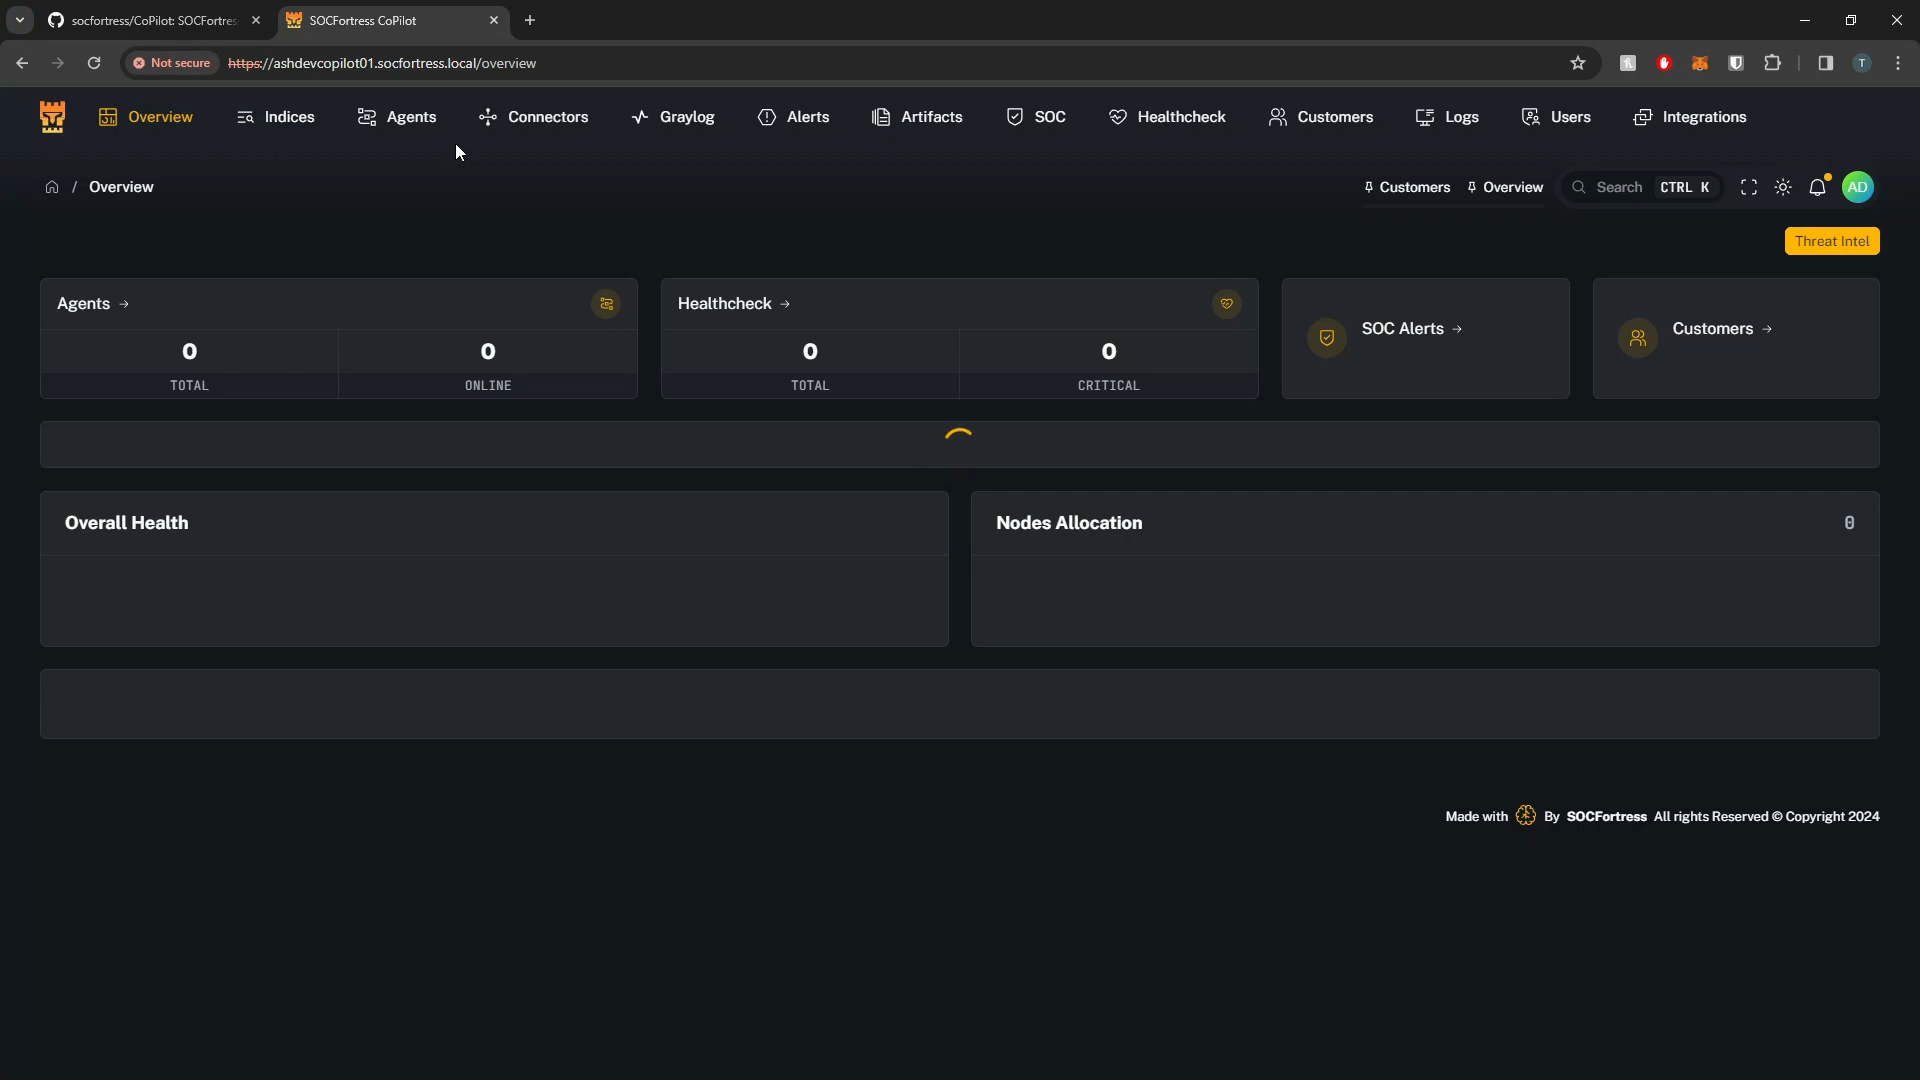 socfortress/CoPilot: SOCFortres
SOCFortress CoPilot
Not secure https://ashdevcopilot01.socfortress.local/overview
T
Overview Indices Agents Connectors Graylog Alerts Artifacts SOC Healthcheck Customers Logs Users Integrations
/ Overview
Customers Overview Search CTRL K AD
Threat Intel
Agents →
0 0
TOTAL ONLINE
Healthcheck →
0 0
TOTAL CRITICAL
SOC Alerts →
Customers →
Overall Health
Nodes Allocation 0
Made with By SOCFortress All rights Reserved © Copyright 2024